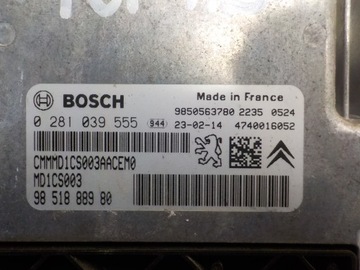 BOSCH
Made in France
9850563780 2235 0524
0 281 039 555 944 23-02-14 4740016052
CMMMD1CS003AACEM0
MD1CS003
98 518 889 80